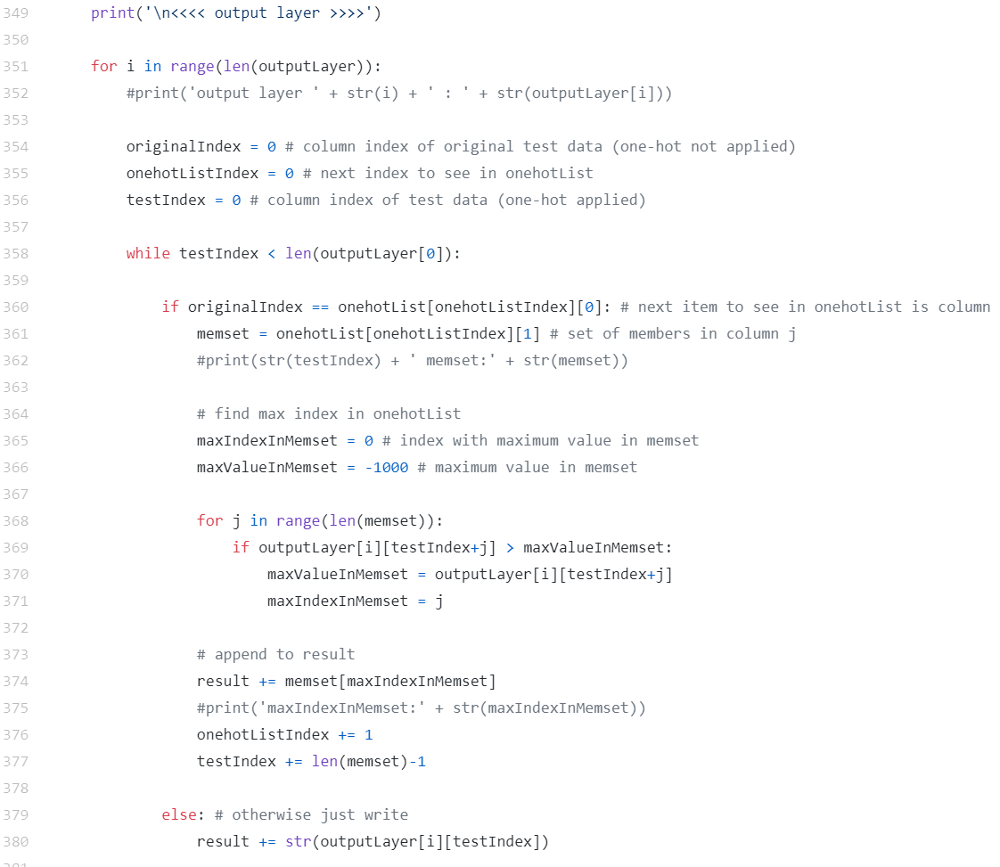 349 print('\n<<<< output layer >>>>')
350
351 for i in range(len(outputLayer)):
352 #print('output layer ' + str(i) + ' : ' + str(outputLayer[i]))
353
354 originalIndex = 0 # column index of original test data (one-hot not applied)
355 onehotListIndex = 0 # next index to see in onehotList
356 testIndex = 0 # column index of test data (one-hot applied)
357
358 while testIndex < len(outputLayer[0]):
359
360 if originalIndex == onehotList[onehotListIndex][0]: # next item to see in onehotList is column
361 memset = onehotList[onehotListIndex][1] # set of members in column j
362 #print(str(testIndex) + ' memset:' + str(memset))
363
364 # find max index in onehotList
365 maxIndexInMemset = 0 # index with maximum value in memset
366 maxValueInMemset = -1000 # maximum value in memset
367
368 for j in range(len(memset)):
369 if outputLayer[i][testIndex+j] > maxValueInMemset:
370 maxValueInMemset = outputLayer[i][testIndex+j]
371 maxIndexInMemset = j
372
373 # append to result
374 result += memset[maxIndexInMemset]
375 #print('maxIndexInMemset:' + str(maxIndexInMemset))
376 onehotListIndex += 1
377 testIndex += len(memset)-1
378
379 else: # otherwise just write
380 result += str(outputLayer[i][testIndex])